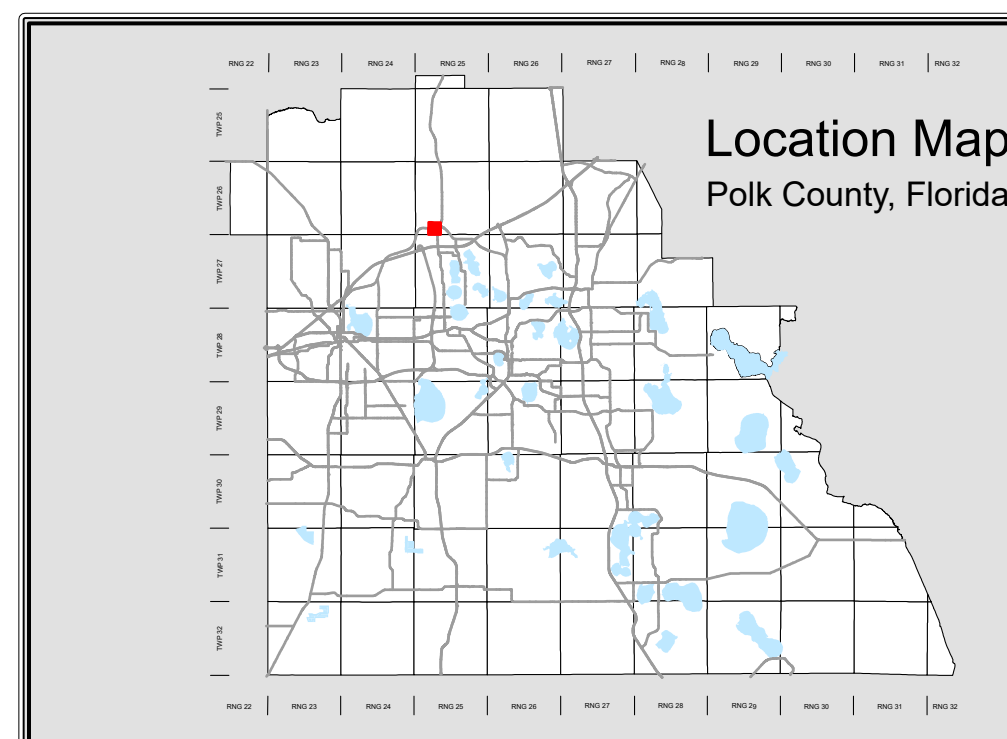 RNG 22 RNG 23 RNG 24 RNG 25 RNG 26 RNG 27 RNG 28 RNG 29 RNG 30 RNG 31 RNG 32
Location Map
Polk County, Florida
TWP 25
TWP 26
TWP 27
TWP 28
TWP 29
TWP 30
TWP 31
TWP 32
RNG 22 RNG 23 RNG 24 RNG 25 RNG 26 RNG 27 RNG 28 RNG 29 RNG 30 RNG 31 RNG 32